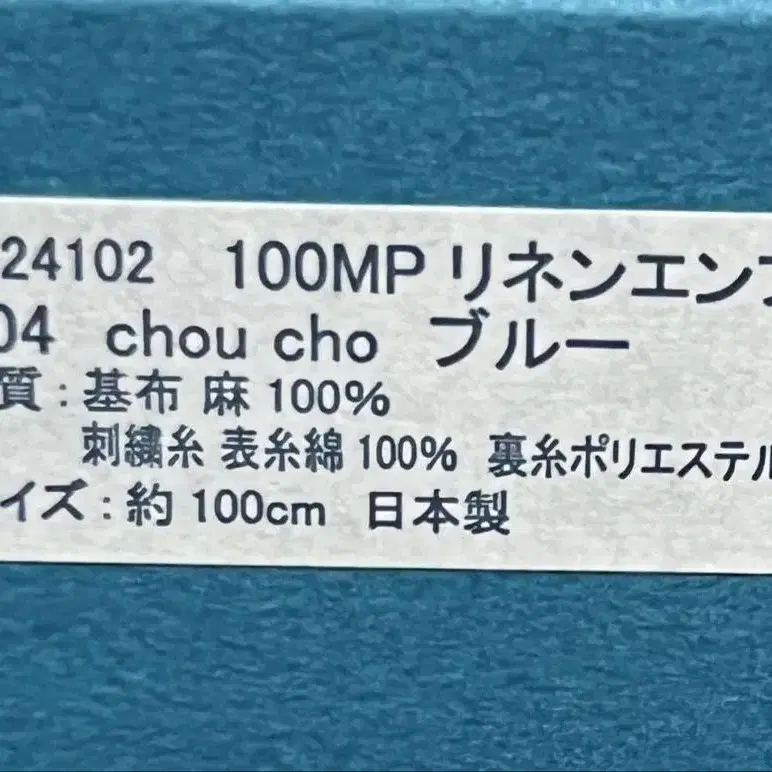 24102 100MP リネンエンブ
04 chou cho ブルー
質：基布 麻 100%
刺繍糸 表糸綿 100% 裏糸ポリエステル
イズ：約 100cm 日本製